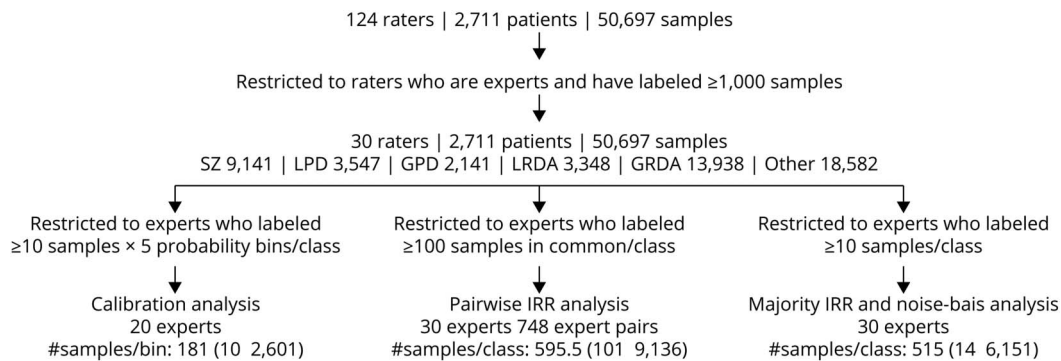 124 raters | 2,711 patients | 50,697 samples
Restricted to raters who are experts and have labeled ≥1,000 samples
30 raters | 2,711 patients | 50,697 samples
SZ 9,141 | LPD 3,547 | GPD 2,141 | LRDA 3,348 | GRDA 13,938 | Other 18,582
Restricted to experts who labeled
≥10 samples × 5 probability bins/class
Restricted to experts who labeled
≥100 samples in common/class
Restricted to experts who labeled
≥10 samples/class
Calibration analysis
20 experts
#samples/bin: 181 (10 2,601)
Pairwise IRR analysis
30 experts 748 expert pairs
#samples/class: 595.5 (101 9,136)
Majority IRR and noise-bais analysis
30 experts
#samples/class: 515 (14 6,151)